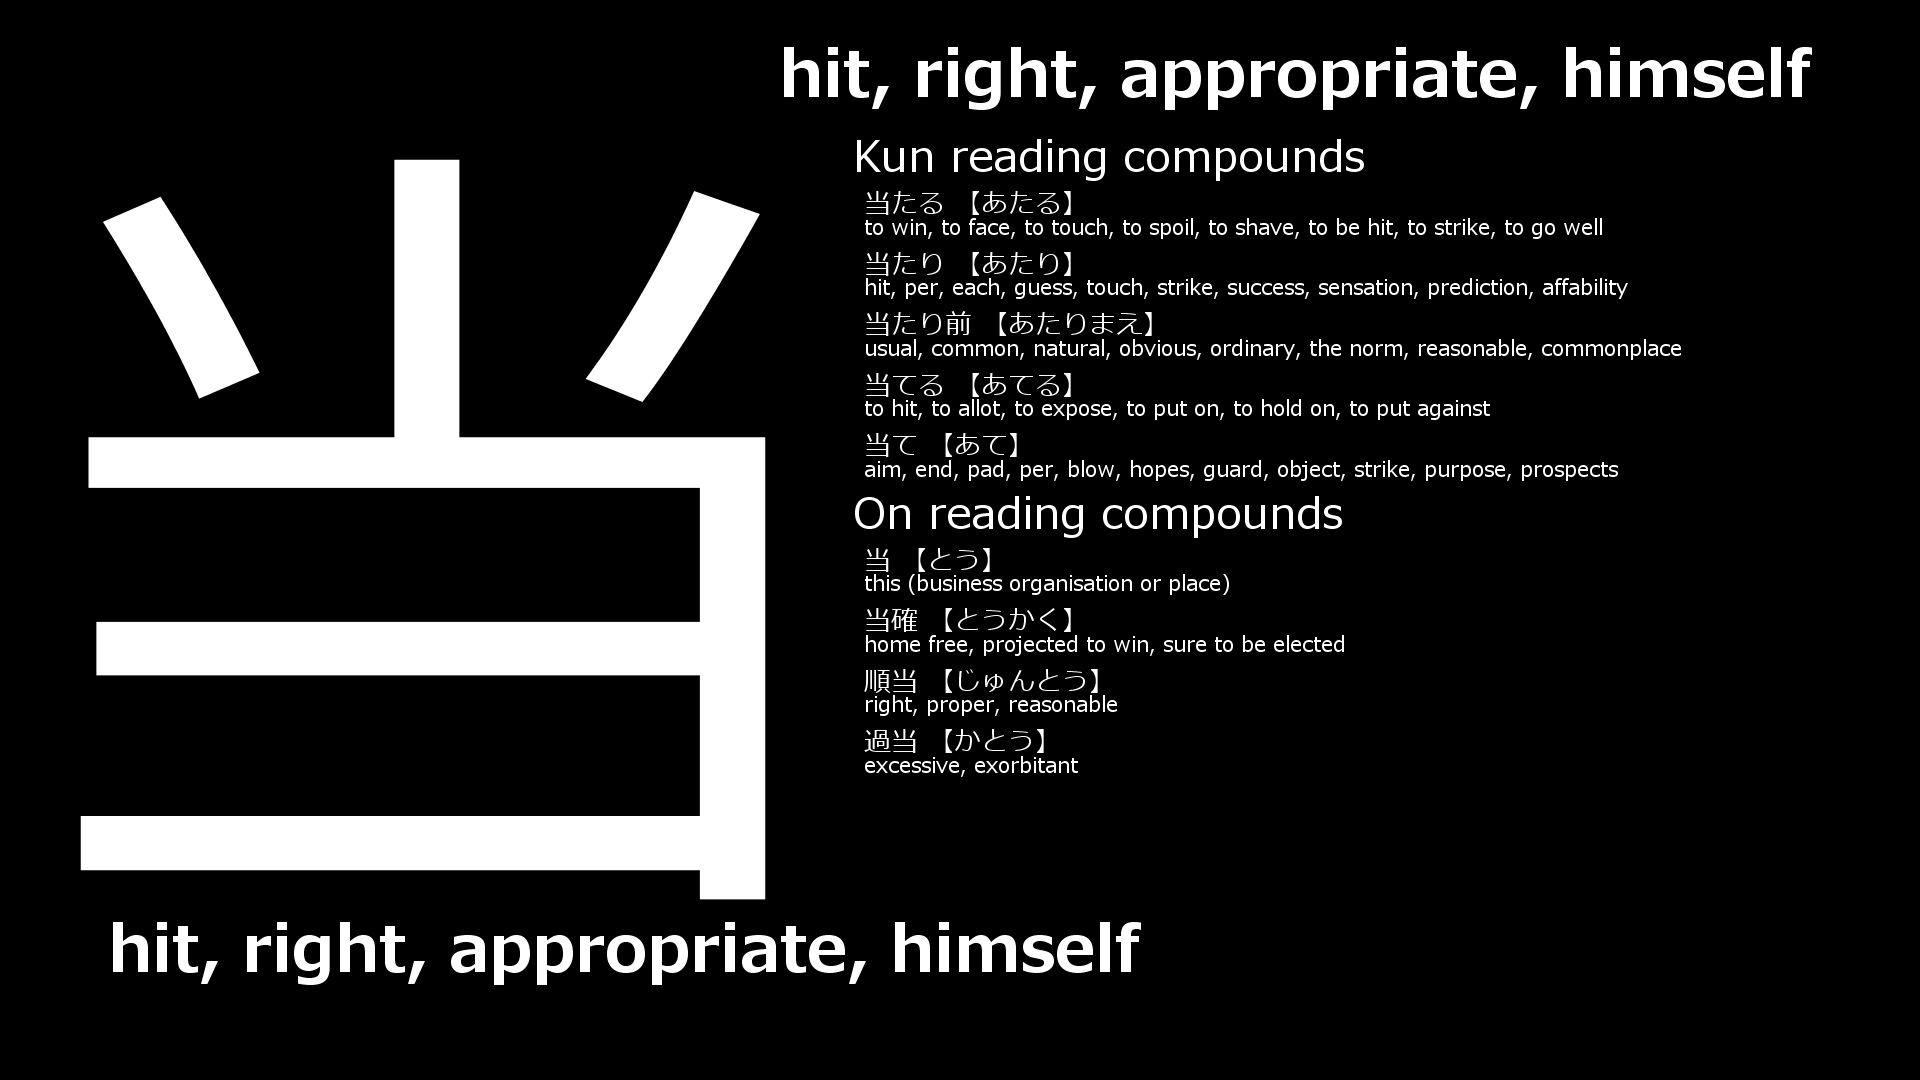 hit, right, appropriate, himself
当
Kun reading compounds
当たる 【あたる】
to win, to face, to touch, to spoil, to shave, to be hit, to strike, to go well
当たり 【あたり】
hit, per, each, guess, touch, strike, success, sensation, prediction, affability
当たり前 【あたりまえ】
usual, common, natural, obvious, ordinary, the norm, reasonable, commonplace
当てる 【あてる】
to hit, to allot, to expose, to put on, to hold on, to put against
当て 【あて】
aim, end, pad, per, blow, hopes, guard, object, strike, purpose, prospects
On reading compounds
当 【とう】
this (business organisation or place)
当確 【とうかく】
home free, projected to win, sure to be elected
順当 【じゅんとう】
right, proper, reasonable
過当 【かとう】
excessive, exorbitant
hit, right, appropriate, himself